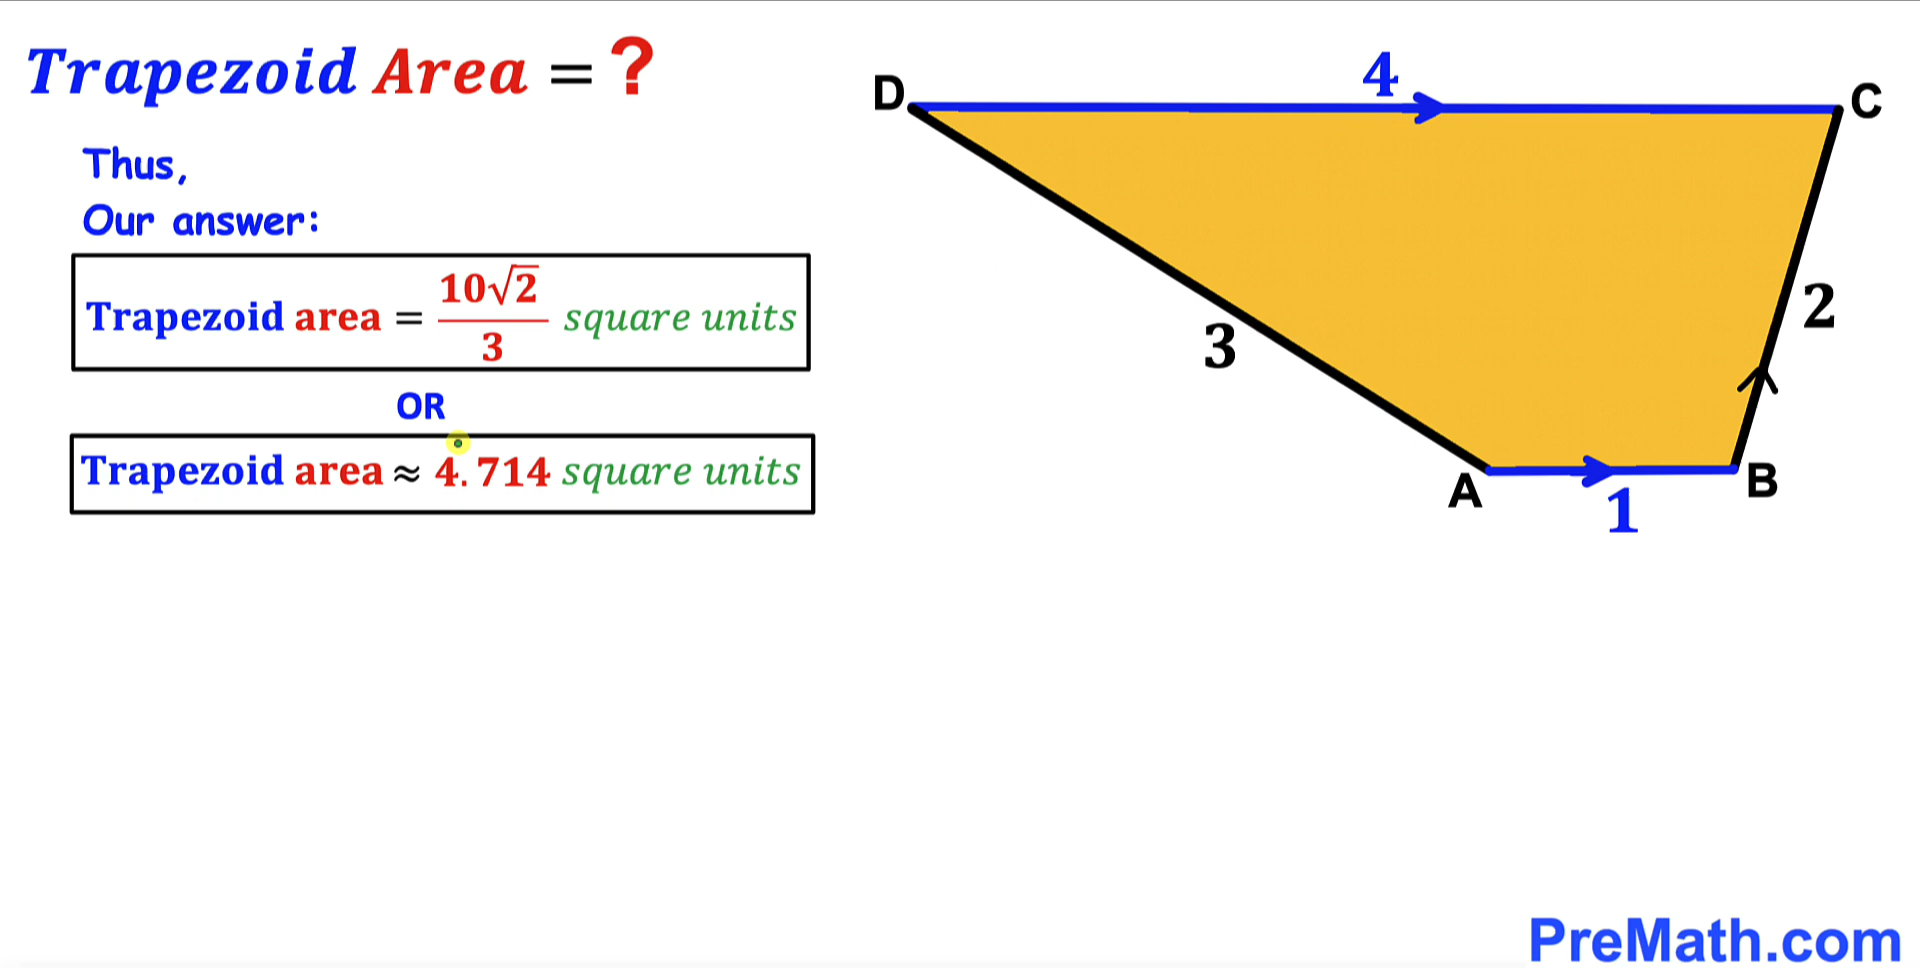 Trapezoid Area = ?
Thus,
Our answer:
Trapezoid area = 10√2/3 square units
OR
Trapezoid area ≈ 4.714 square units
D
4
C
3
2
A
B
1
PreMath.com